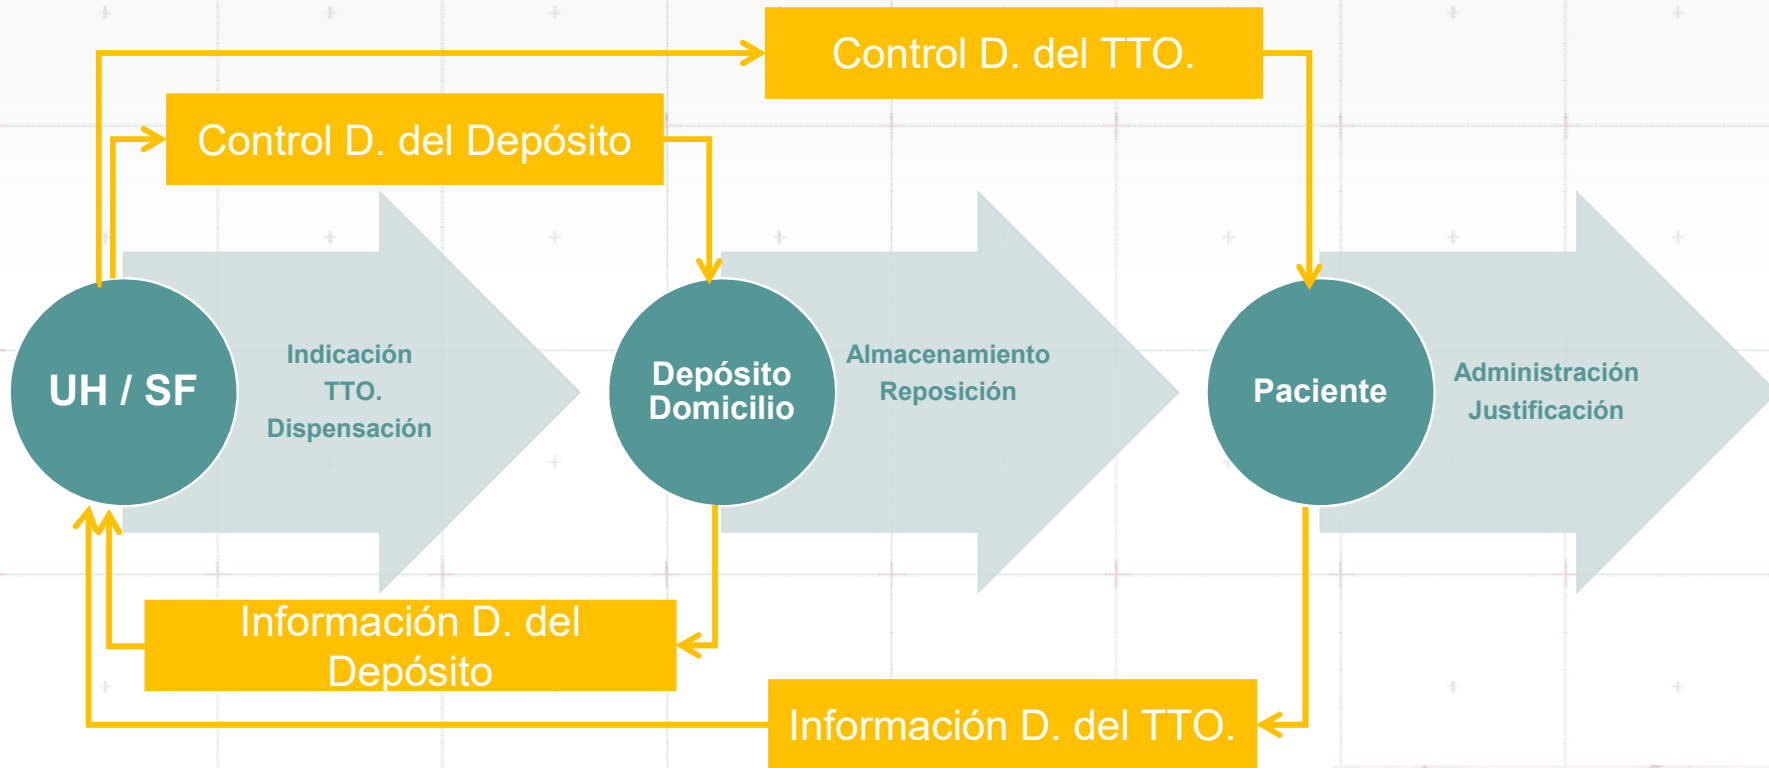 Control D. del TTO.
Control D. del Depósito
UH / SF
Indicación
TTO.
Dispensación
Depósito
Domicilio
Almacenamiento
Reposición
Paciente
Administración
Justificación
Información D. del
Depósito
Información D. del TTO.